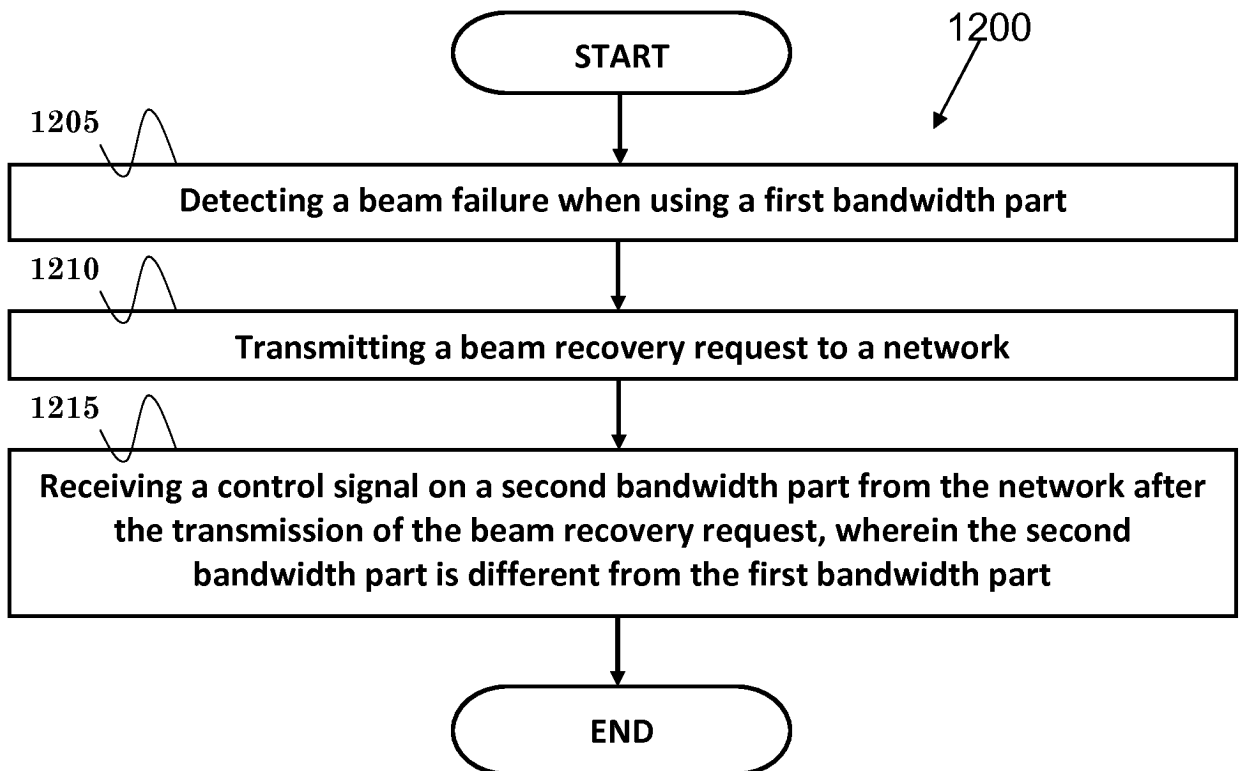 START
1200
1205
Detecting a beam failure when using a first bandwidth part
1210
Transmitting a beam recovery request to a network
1215
Receiving a control signal on a second bandwidth part from the network after
the transmission of the beam recovery request, wherein the second
bandwidth part is different from the first bandwidth part
END